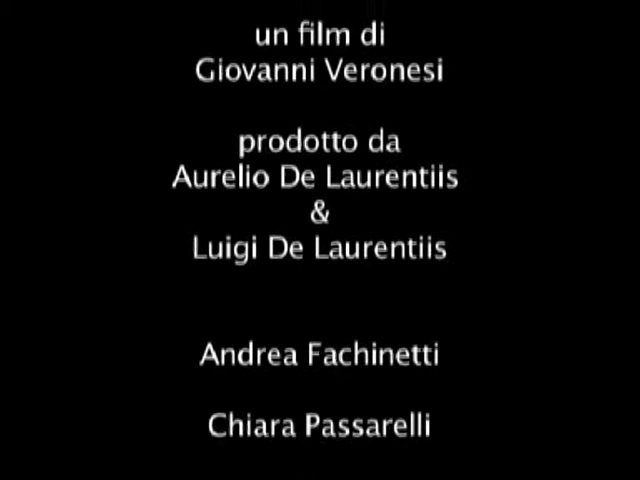 un film di
Giovanni Veronesi
prodotto da
Aurelio De Laurentiis
&
Luigi De Laurentiis
Andrea Fachinetti
Chiara Passarelli